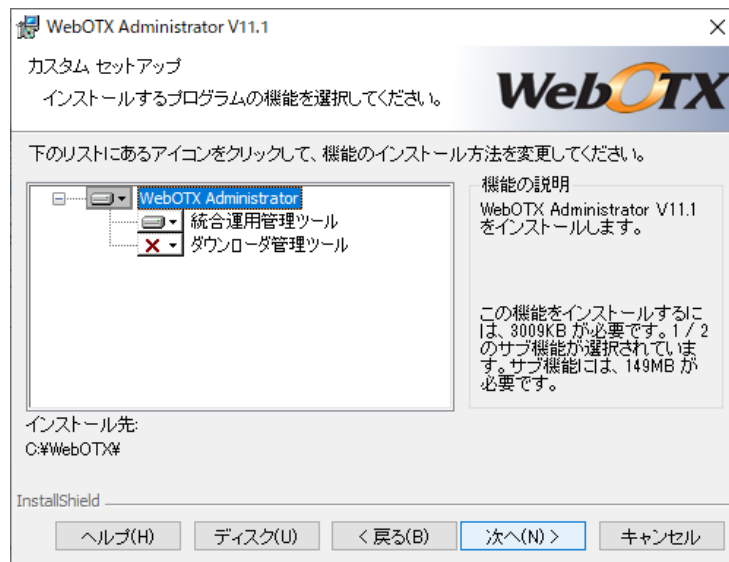 WebOTX Administrator V11.1
カスタム セットアップ
インストールするプログラムの機能を選択してください。
WebOTX
下のリストにあるアイコンをクリックして、機能のインストール方法を変更してください。
WebOTX Administrator
統合運用管理ツール
ダウンローダ管理ツール
機能の説明
WebOTX Administrator V11.1
をインストールします。
この機能をインストールするに
は、3009KB が必要です。1 / 2
のサブ機能が選択されていま
す。サブ機能には、149MB が
必要です。
インストール先:
C:¥WebOTX¥
InstallShield
ヘルプ(H)
ディスク(U)
< 戻る(B)
次へ(N) >
キャンセル